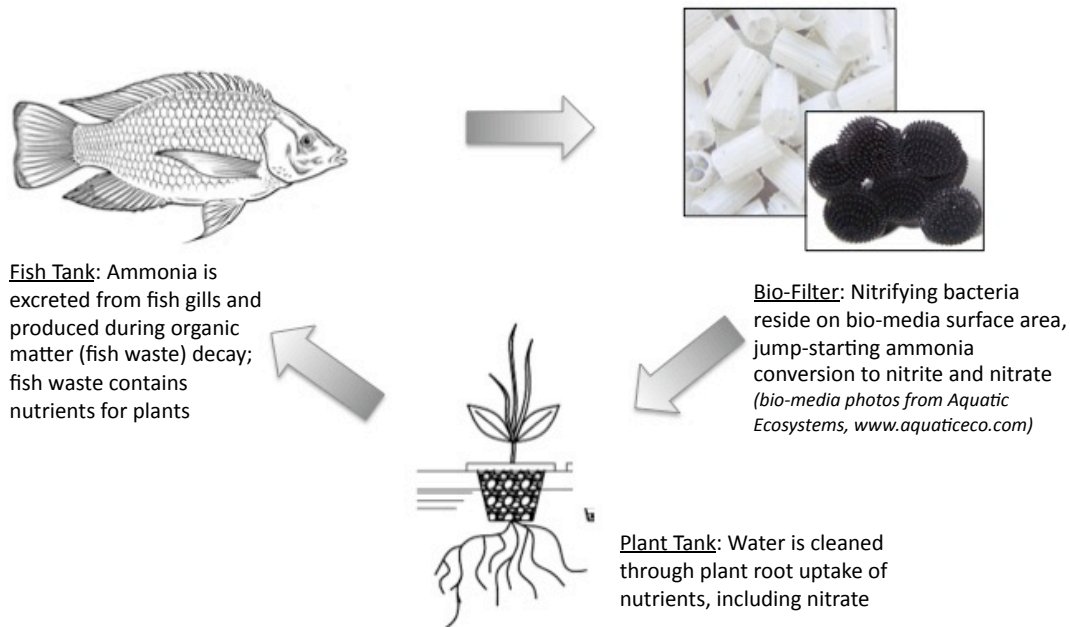 Fish Tank: Ammonia is
excreted from fish gills and
produced during organic
matter (fish waste) decay;
fish waste contains
nutrients for plants
Bio-Filter: Nitrifying bacteria
reside on bio-media surface area,
jump-starting ammonia
conversion to nitrite and nitrate
(bio-media photos from Aquatic
Ecosystems, www.aquaticeco.com)
Plant Tank: Water is cleaned
through plant root uptake of
nutrients, including nitrate